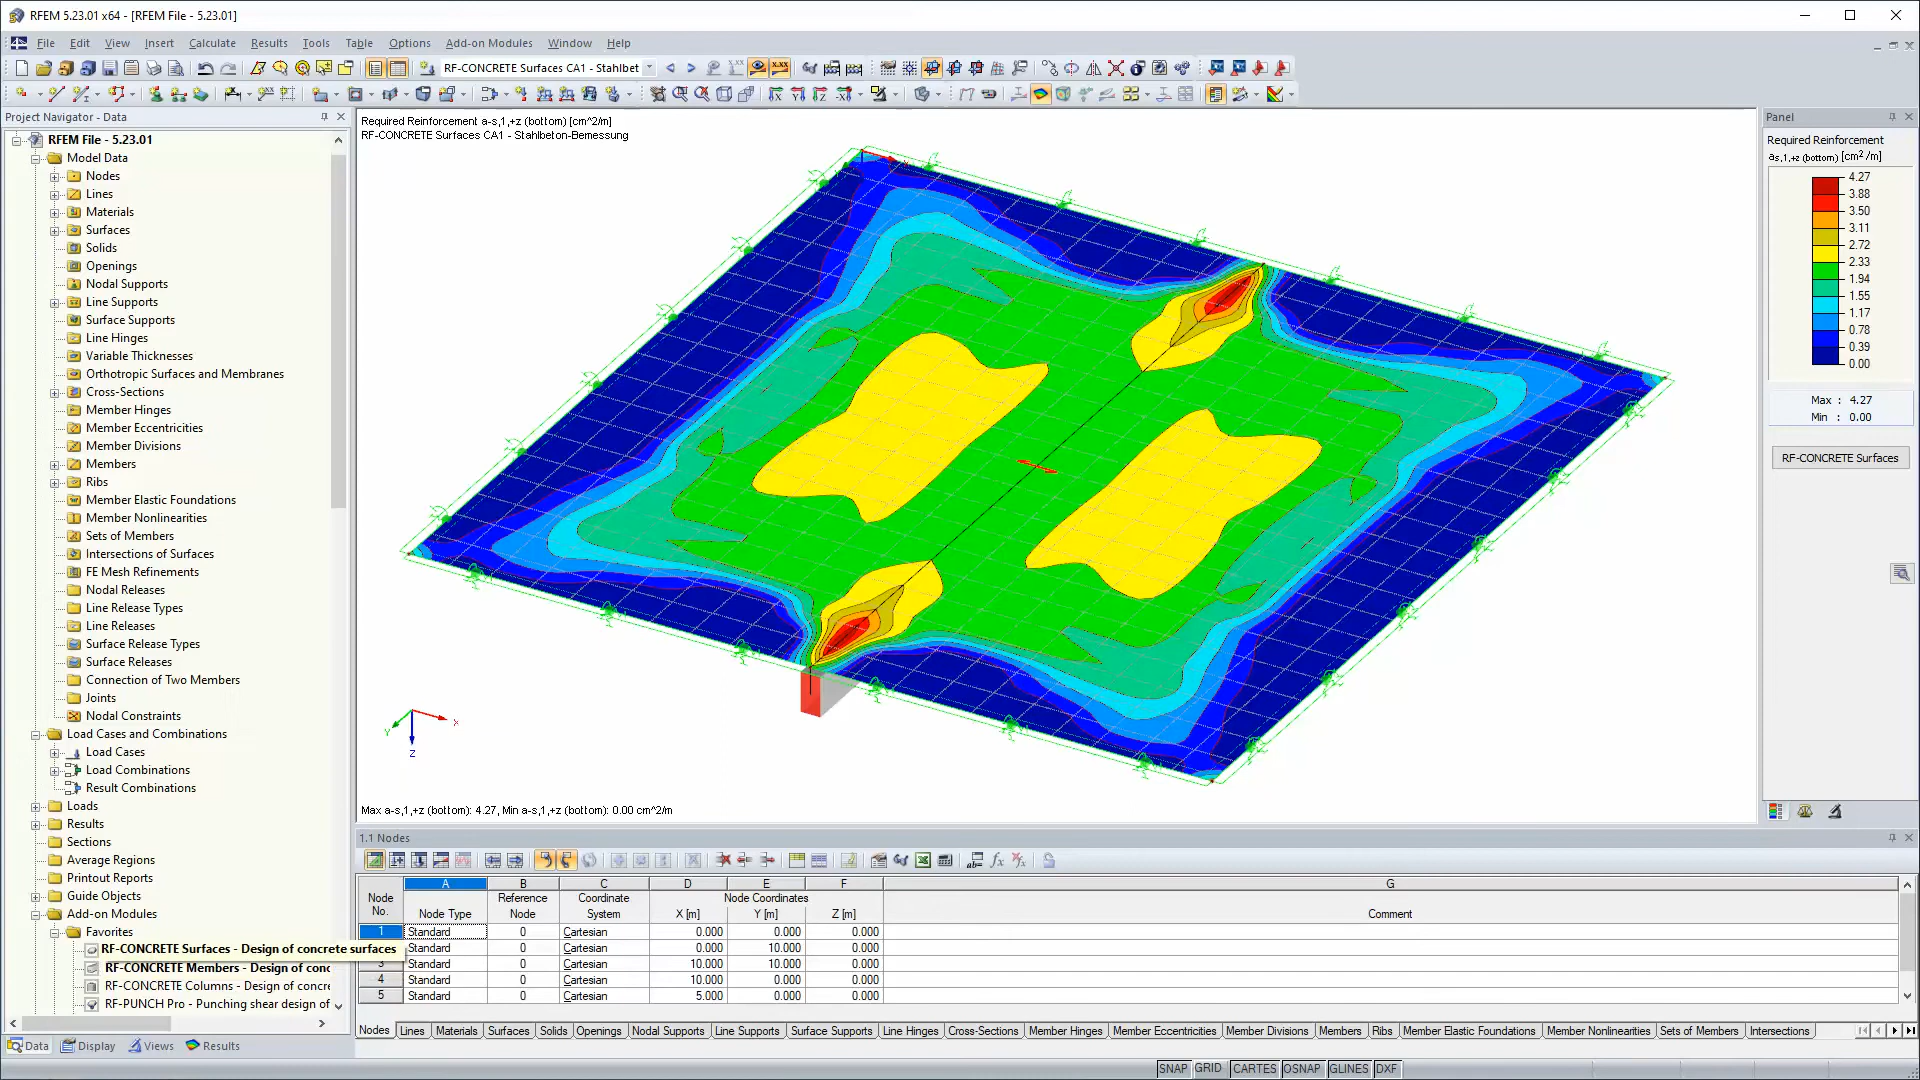 RFEM 5.23.01 x64 - [RFEM File - 5.23.01]
File Edit View Insert Calculate Results Tools Table Options Add-on Modules Window Help
RF-CONCRETE Surfaces CA1 - Stahlbet
Project Navigator - Data
RFEM File - 5.23.01
Model Data
Nodes
Lines
Materials
Surfaces
Solids
Openings
Nodal Supports
Line Supports
Surface Supports
Line Hinges
Variable Thicknesses
Orthotropic Surfaces and Membranes
Cross-Sections
Member Hinges
Member Eccentricities
Member Divisions
Members
Ribs
Member Elastic Foundations
Member Nonlinearities
Sets of Members
Intersections of Surfaces
FE Mesh Refinements
Nodal Releases
Line Release Types
Line Releases
Surface Release Types
Surface Releases
Connection of Two Members
Joints
Nodal Constraints
Load Cases and Combinations
Load Cases
Load Combinations
Result Combinations
Loads
Results
Sections
Average Regions
Printout Reports
Guide Objects
Add-on Modules
Favorites
RF-CONCRETE Surfaces - Design of concrete surfaces
RF-CONCRETE Members - Design of conc
RF-CONCRETE Columns - Design of concre
RF-PUNCH Pro - Punching shear design of
Data Display Views Results
Required Reinforcement a-s,1,+z (bottom) [cm^2/m]
RF-CONCRETE Surfaces CA1 - Stahlbeton-Bemessung
X
Y
Z
Max a-s,1,+z (bottom): 4.27, Min a-s,1,+z (bottom): 0.00 cm^2/m
Panel
Required Reinforcement
as,1,+z (bottom) [cm2/m]
4.27
3.88
3.50
3.11
2.72
2.33
1.94
1.55
1.17
0.78
0.39
0.00
Max : 4.27
Min : 0.00
RF-CONCRETE Surfaces
1.1 Nodes
A B C D E F G
Node No. Node Type Reference Node Coordinate System Node Coordinates X [m] Y [m] Z [m] Comment
1 Standard 0 Cartesian 0.000 0.000 0.000
Standard 0 Cartesian 0.000 10.000 0.000
3 Standard 0 Cartesian 10.000 10.000 0.000
4 Standard 0 Cartesian 10.000 0.000 0.000
5 Standard 0 Cartesian 5.000 0.000 0.000
Nodes Lines Materials Surfaces Solids Openings Nodal Supports Line Supports Surface Supports Line Hinges Cross-Sections Member Hinges Member Eccentricities Member Divisions Members Ribs Member Elastic Foundations Member Nonlinearities Sets of Members Intersections
SNAP GRID CARTES OSNAP GLINES DXF